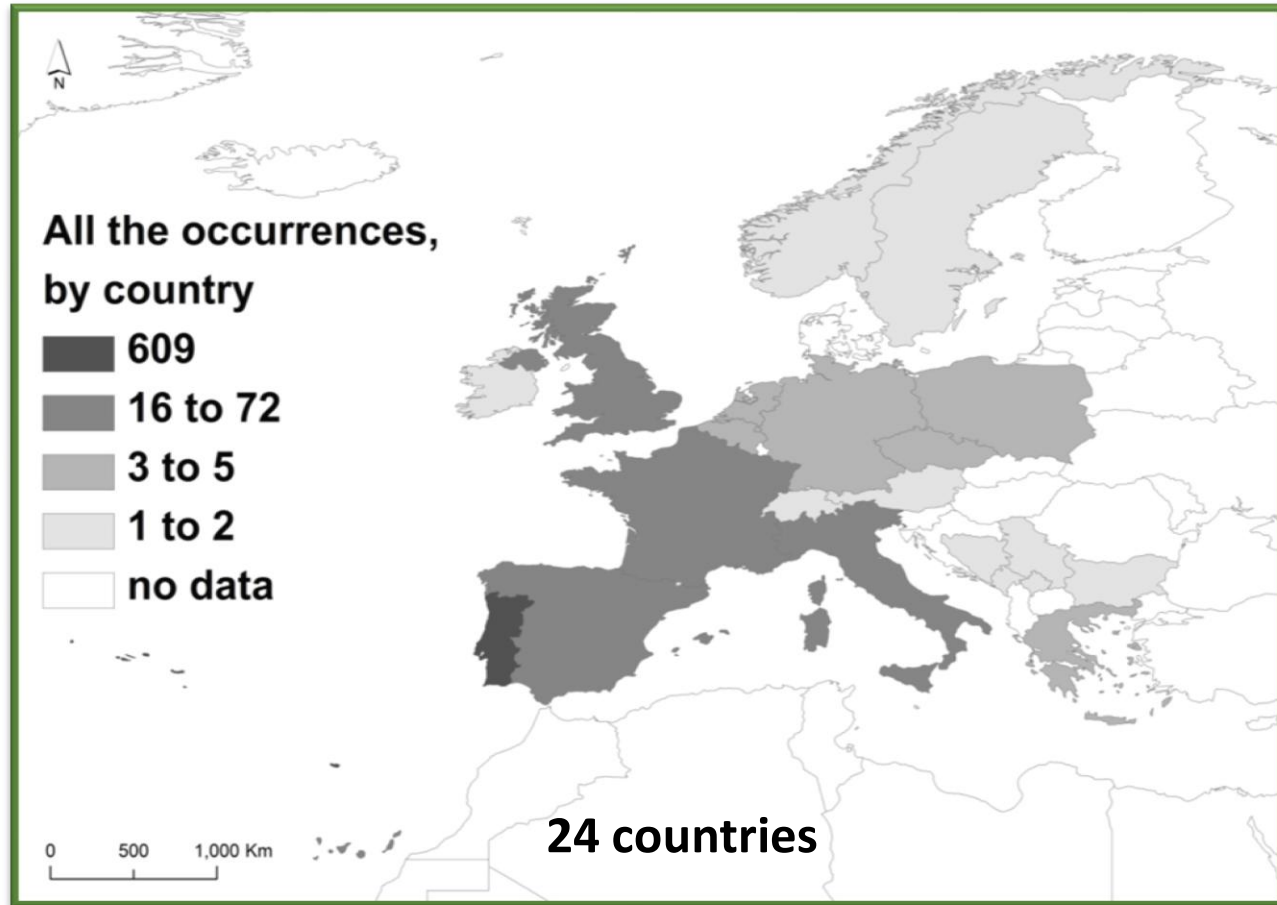 N
All the occurrences,
by country
609
16 to 72
3 to 5
1 to 2
no data
24 countries
0 500 1,000 Km